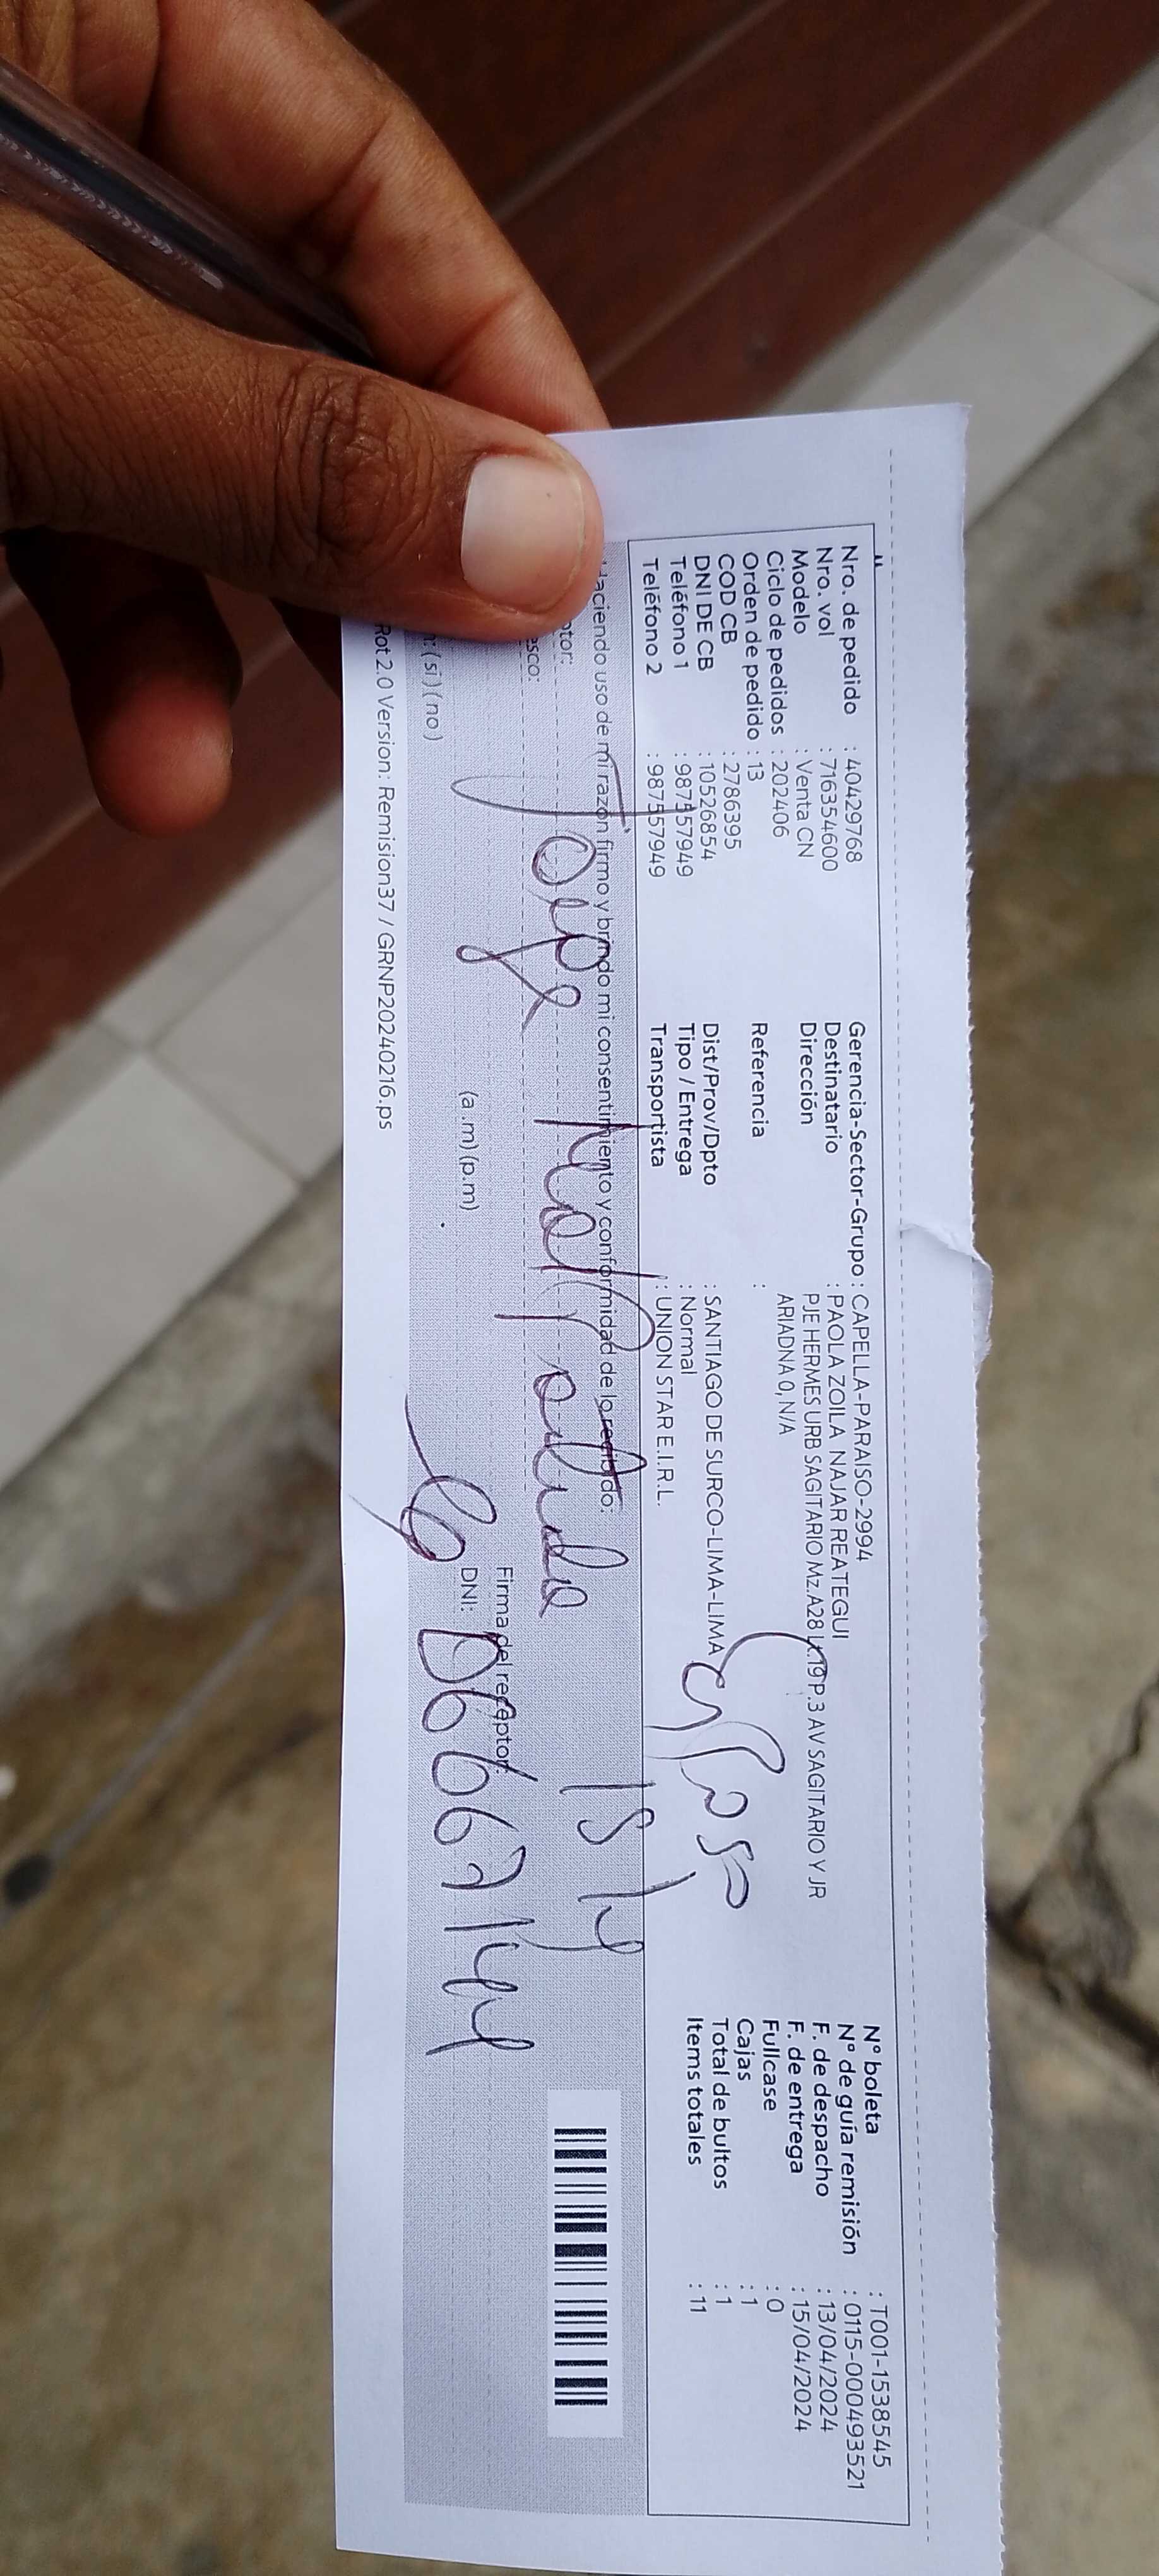 Nro. de pedido : 40429768
Nro. vol : 716354600
Modelo : Venta CN
Ciclo de pedidos : 202406
Orden de pedido : 13
COD CB : 2786395
DNI DE CB : 10526854
Teléfono 1 : 987557949
Teléfono 2 : 987557949
Gerencia-Sector-Grupo : CAPELLA-PARAISO-2994
Destinatario : PAOLA ZOILA NAJAR REATEGUI
Dirección PJE HERMES URB SAGITARIO Mz.A28 Lt.19 P.3 AV SAGITARIO Y JR
ARIADNA 0, N/A
Referencia :
Dist/Prov/Dpto : SANTIAGO DE SURCO-LIMA-LIMA
Tipo / Entrega : Normal
Transportista : UNION STAR E.I.R.L.
N° boleta : T001-1538545
N° de guía remisión : 0115-000493521
F. de despacho : 13/04/2024
F. de entrega : 15/04/2024
Fullcase : 0
Cajas : 1
Total de bultos : 1
Items totales : 11
Haciendo uso de mi razón firmo y brindo mi consentimiento y conformidad de lo recibido:
Jorge
(si) (no)
(a.m) (p.m)
Firma del receptor:
DNI:
Rot 2.0 Version: Remision37 / GRNP20240216.ps